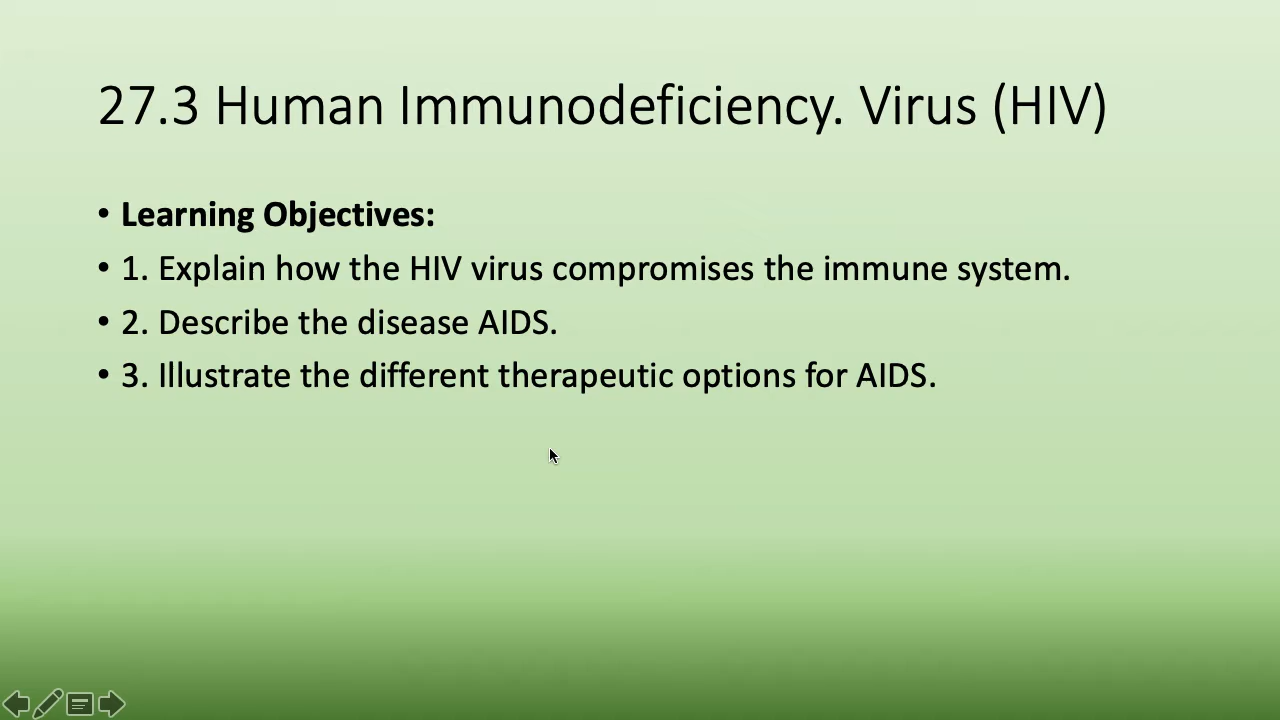 27.3 Human Immunodeficiency. Virus (HIV)
• Learning Objectives:
• 1. Explain how the HIV virus compromises the immune system.
• 2. Describe the disease AIDS.
• 3. Illustrate the different therapeutic options for AIDS.